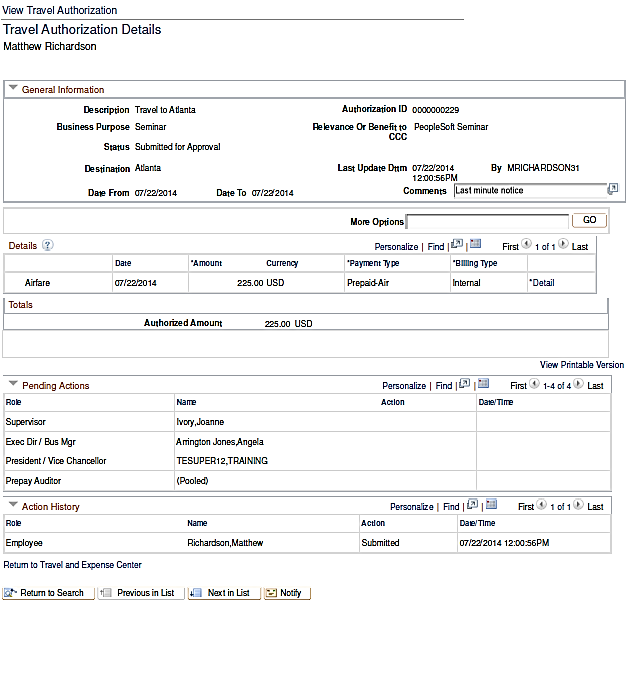 View Travel Authorization
Travel Authorization Details
Matthew Richardson
General Information
Description Travel to Atlanta Authorization ID 0000000229
Business Purpose Seminar Relevance Or Benefit to CCC PeopleSoft Seminar
Status Submitted for Approval
Destination Atlanta Last Update Dttm 07/22/2014 12:00:56PM By MRICHARDSON31
Date From 07/22/2014 Date To 07/22/2014 Comments Last minute notice
More Options GO
Details ? Personalize | Find | | First 1 of 1 Last
Date *Amount Currency *Payment Type *Billing Type
Airfare 07/22/2014 225.00 USD Prepaid-Air Internal *Detail
Totals
Authorized Amount 225.00 USD
View Printable Version
Pending Actions Personalize | Find | | First 1-4 of 4 Last
Role Name Action Date/Time
Supervisor Ivory,Joanne
Exec Dir / Bus Mgr Arrington Jones,Angela
President / Vice Chancellor TESUPER12,TRAINING
Prepay Auditor (Pooled)
Action History Personalize | Find | | First 1 of 1 Last
Role Name Action Date/Time
Employee Richardson,Matthew Submitted 07/22/2014 12:00:56PM
Return to Travel and Expense Center
Return to Search Previous in List Next in List Notify